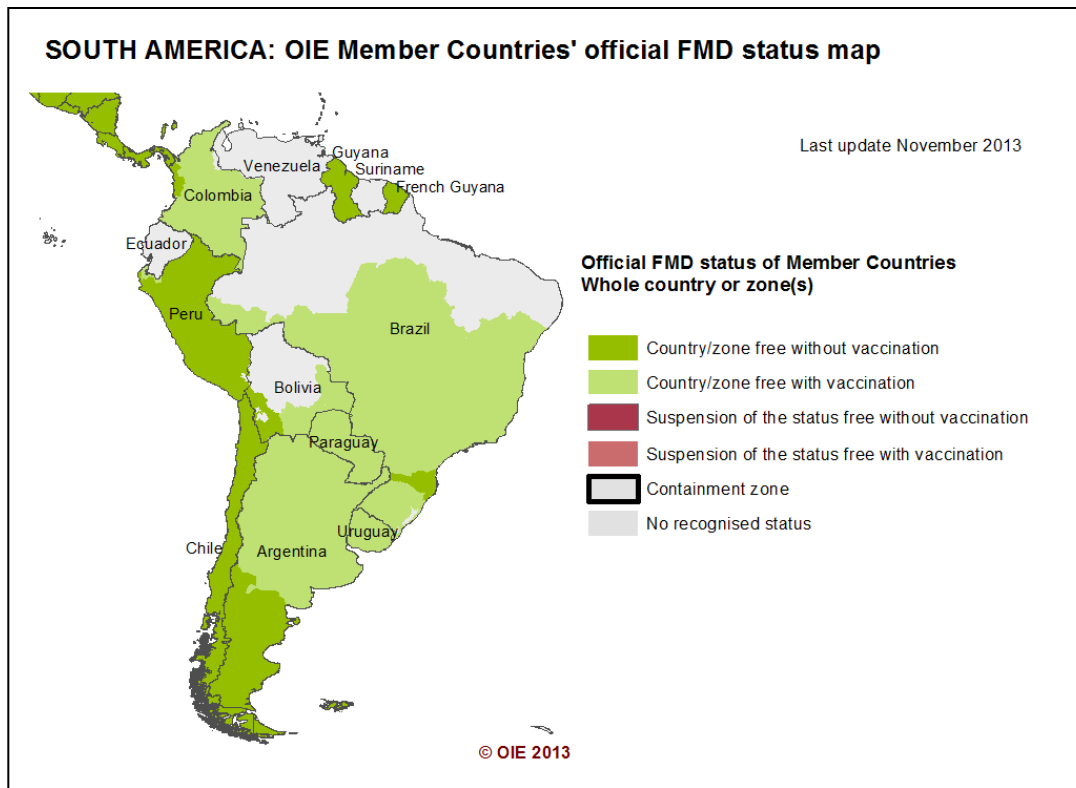 SOUTH AMERICA: OIE Member Countries' official FMD status map
Last update November 2013
Guyana
Venezuela
Suriname
French Guyana
Colombia
Ecuador
Peru
Brazil
Bolivia
Paraguay
Uruguay
Chile
Argentina
Official FMD status of Member Countries
Whole country or zone(s)
Country/zone free without vaccination
Country/zone free with vaccination
Suspension of the status free without vaccination
Suspension of the status free with vaccination
Containment zone
No recognised status
© OIE 2013